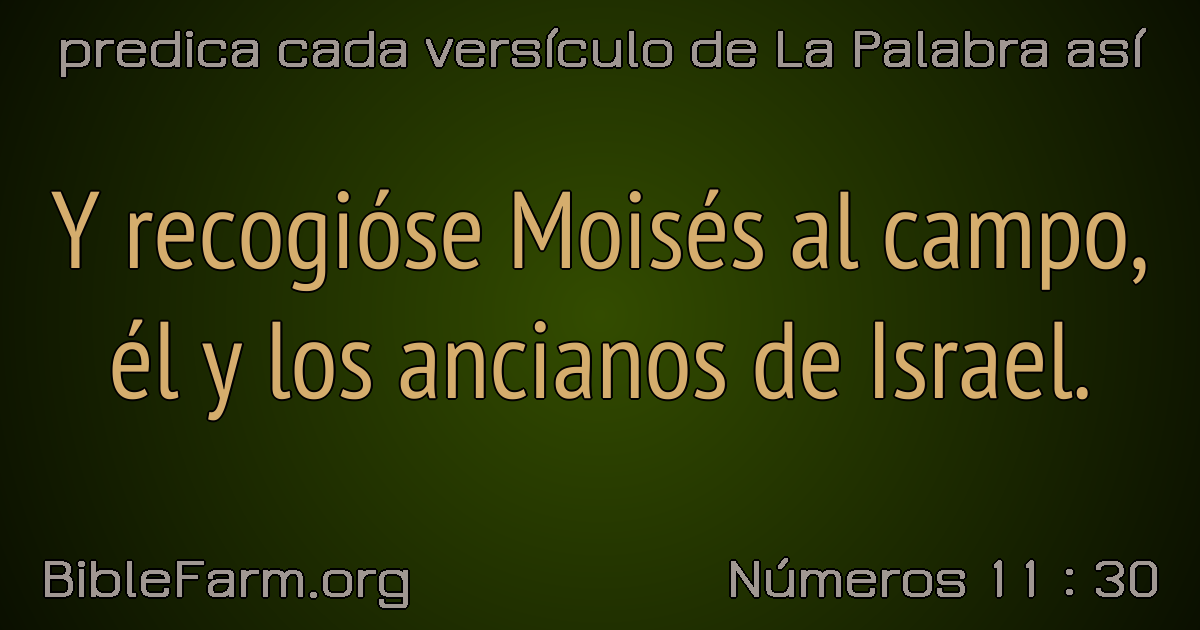 predica cada versículo de La Palabra así
Y recogióse Moisés al campo,
él y los ancianos de Israel.
BibleFarm.org
Números 11 : 30